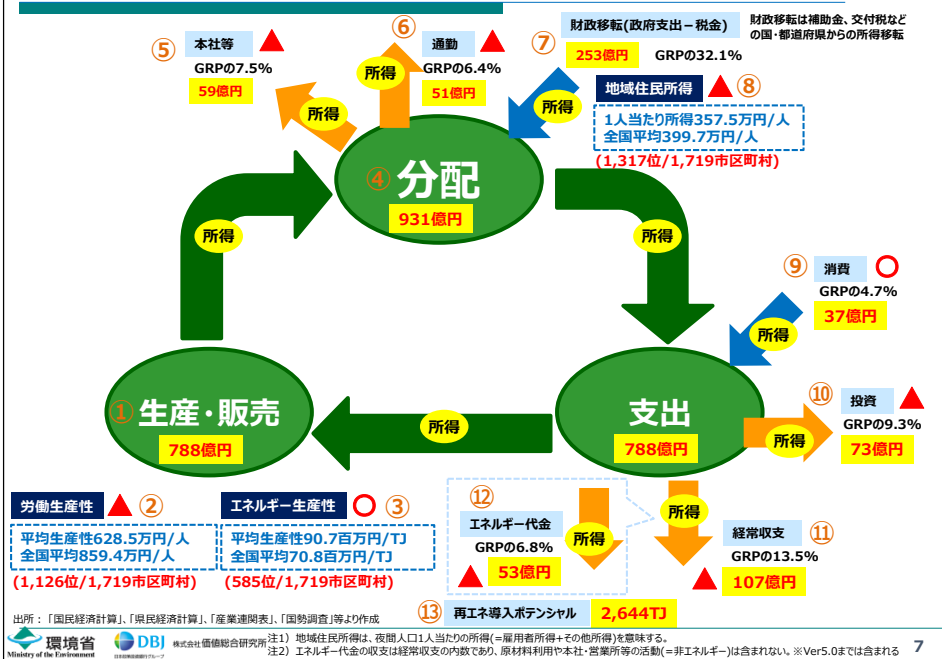 ⑤
本社等 ▲
GRPの7.5%
59億円
⑥
通勤 ▲
GRPの6.4%
51億円
⑦
財政移転(政府支出－税金)
253億円 GRPの32.1%
財政移転は補助金、交付税など
の国・都道府県からの所得移転
地域住民所得 ▲ ⑧
1人当たり所得357.5万円/人
全国平均399.7万円/人
(1,317位/1,719市区町村)
所得
所得
所得
④ 分配
931億円
所得
所得
⑨ 消費 ○
GRPの4.7%
37億円
所得
① 生産・販売
788億円
所得
支出
788億円
所得
⑩ 投資 ▲
GRPの9.3%
73億円
労働生産性 ▲ ②
平均生産性628.5万円/人
全国平均859.4万円/人
(1,126位/1,719市区町村)
エネルギー生産性 ○ ③
平均生産性90.7百万円/TJ
全国平均70.8百万円/TJ
(585位/1,719市区町村)
⑫
エネルギー代金
GRPの6.8%
▲ 53億円
所得
所得
経常収支 ⑪
GRPの13.5%
▲ 107億円
⑬ 再エネ導入ポテンシャル 2,644TJ
出所：「国民経済計算」、「県民経済計算」、「産業連関表」、「国勢調査」等より作成
環境省
Ministry of the Environment
DBJ
株式会社価値総合研究所
注1）地域住民所得は、夜間人口1人当たりの所得(=雇用者所得+その他所得)を意味する。
注2）エネルギー代金の収支は経常収支の内数であり、原材料利用や本社・営業所等の活動(=非エネルギー)は含まれない。※Ver5.0までは含まれる
7